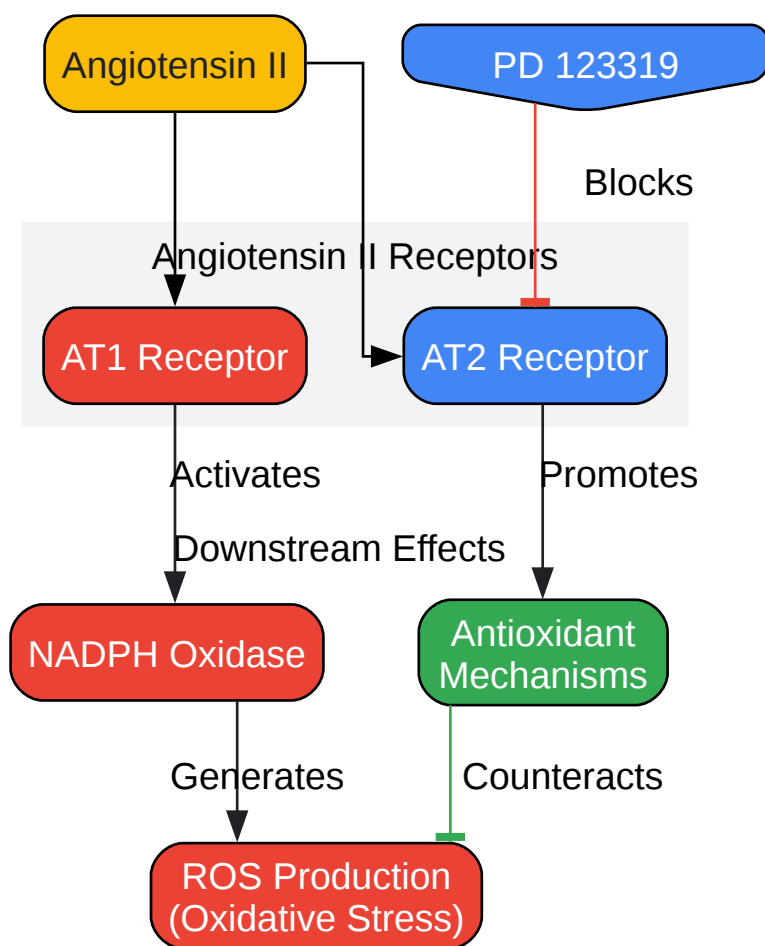 Angiotensin II
PD 123319
Blocks
Angiotensin II Receptors
AT1 Receptor
AT2 Receptor
Activates
Promotes
Downstream Effects
NADPH Oxidase
Antioxidant
Mechanisms
Generates
Counteracts
ROS Production
(Oxidative Stress)